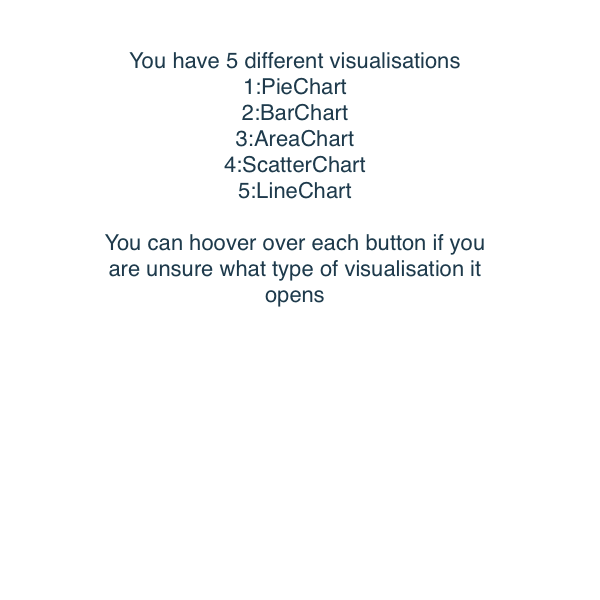 You have 5 different visualisations
1:PieChart
2:BarChart
3:AreaChart
4:ScatterChart
5:LineChart
You can hoover over each button if you
are unsure what type of visualisation it
opens